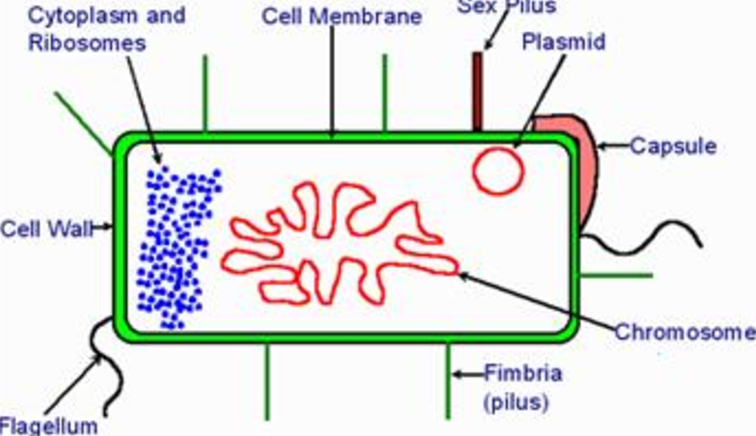 Cytoplasm and
Ribosomes
Cell Membrane
Sex Pilus
Plasmid
Capsule
Cell Wall
Chromosome
Fimbria
(pilus)
Flagellum